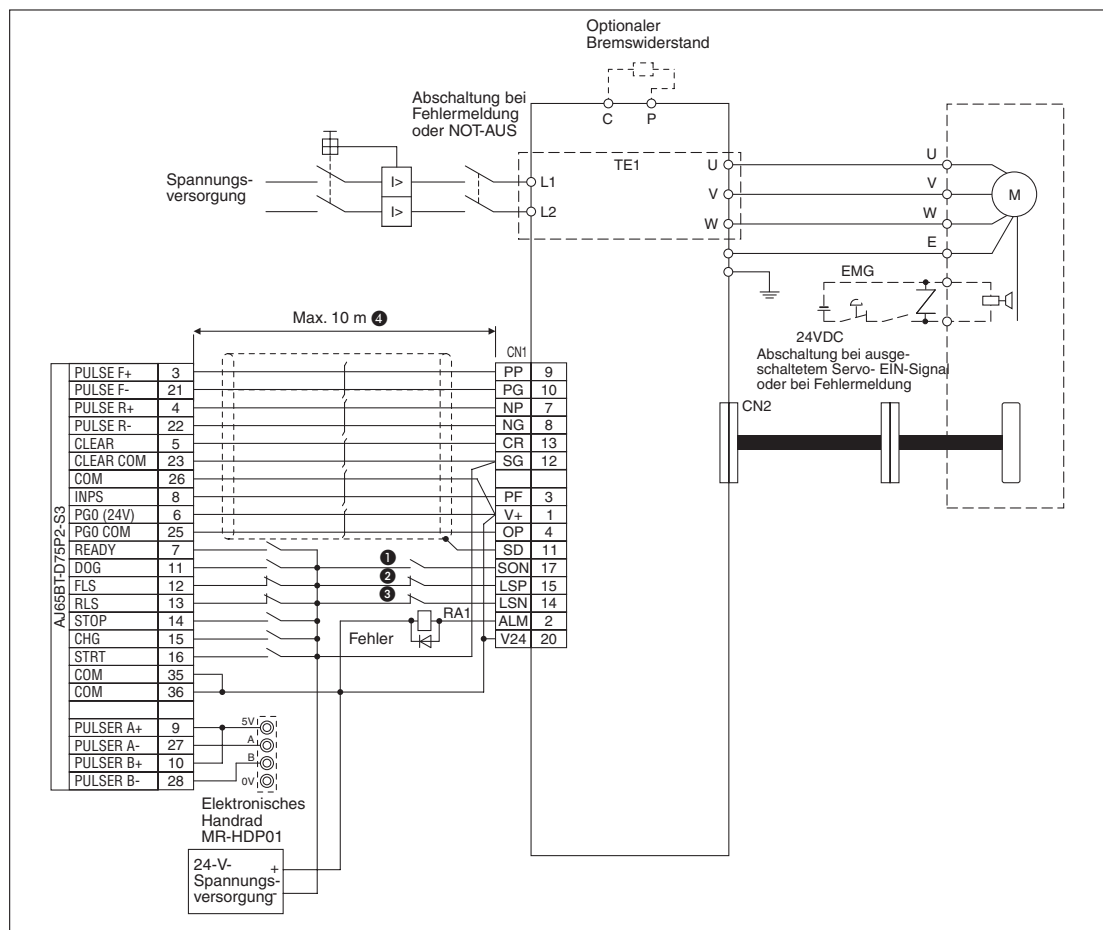 Optionaler
Bremswiderstand
C P
Abschaltung bei
Fehlermeldung
oder NOT-AUS
TE1
Spannungs-
versorgung
I>
I>
L1
L2
U
V
W
U
V
W
E
M
EMG
24VDC
Abschaltung bei ausge-
schaltetem Servo- EIN-Signal
oder bei Fehlermeldung
CN2
Max. 10 m ❹
CN1
AJ65BT-D75P2-S3
PULSE F+ 3 PP 9
PULSE F- 21 PG 10
PULSE R+ 4 NP 7
PULSE R- 22 NG 8
CLEAR 5 CR 13
CLEAR COM 23 SG 12
COM 26
INPS 8 PF 3
PG0 (24V) 6 V+ 1
PG0 COM 25 OP 4
READY 7 SD 11
DOG 11 ❶ SON 17
FLS 12 ❷ LSP 15
RLS 13 ❸ LSN 14
STOP 14 RA1 ALM 2
CHG 15 Fehler V24 20
STRT 16
COM 35
COM 36
PULSER A+ 9 5V
PULSER A- 27 A
PULSER B+ 10 B
PULSER B- 28 0V
Elektronisches
Handrad
MR-HDP01
24-V- +
Spannungs-
versorgung -